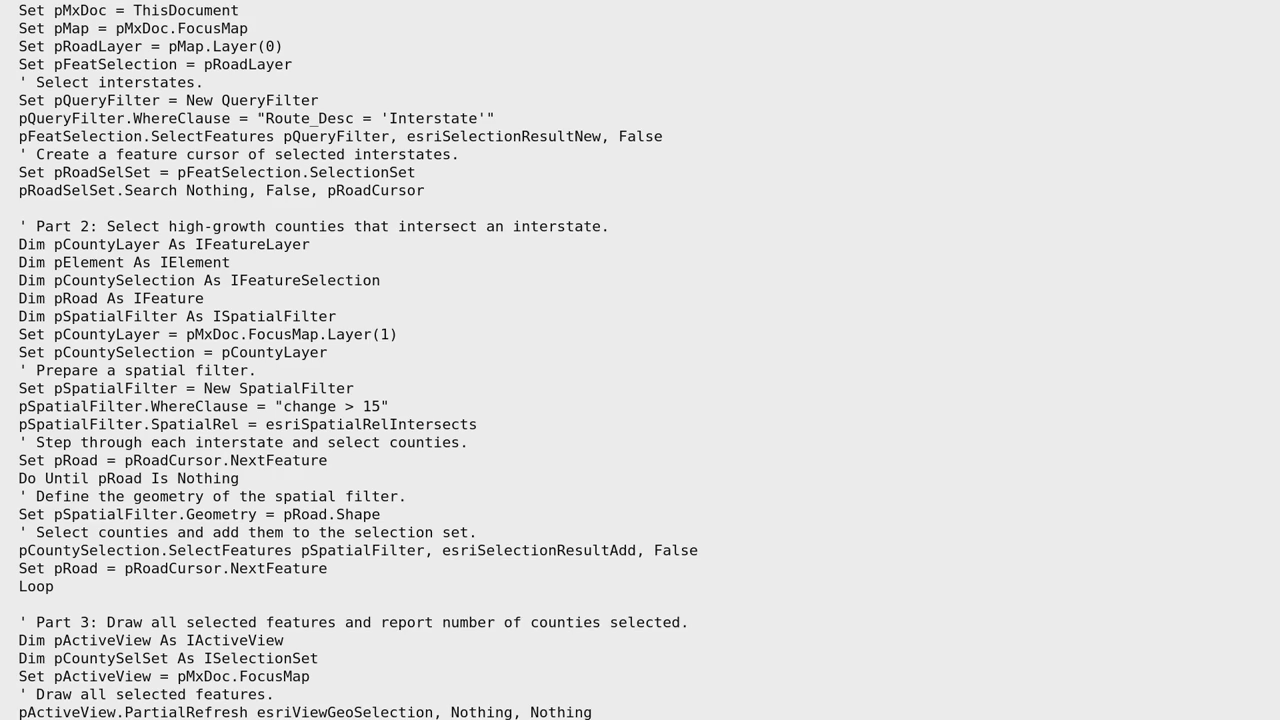 Set pMxDoc = ThisDocument
Set pMap = pMxDoc.FocusMap
Set pRoadLayer = pMap.Layer(0)
Set pFeatSelection = pRoadLayer
' Select interstates.
Set pQueryFilter = New QueryFilter
pQueryFilter.WhereClause = "Route_Desc = 'Interstate'"
pFeatSelection.SelectFeatures pQueryFilter, esriSelectionResultNew, False
' Create a feature cursor of selected interstates.
Set pRoadSelSet = pFeatSelection.SelectionSet
pRoadSelSet.Search Nothing, False, pRoadCursor

' Part 2: Select high-growth counties that intersect an interstate.
Dim pCountyLayer As IFeatureLayer
Dim pElement As IElement
Dim pCountySelection As IFeatureSelection
Dim pRoad As IFeature
Dim pSpatialFilter As ISpatialFilter
Set pCountyLayer = pMxDoc.FocusMap.Layer(1)
Set pCountySelection = pCountyLayer
' Prepare a spatial filter.
Set pSpatialFilter = New SpatialFilter
pSpatialFilter.WhereClause = "change > 15"
pSpatialFilter.SpatialRel = esriSpatialRelIntersects
' Step through each interstate and select counties.
Set pRoad = pRoadCursor.NextFeature
Do Until pRoad Is Nothing
' Define the geometry of the spatial filter.
Set pSpatialFilter.Geometry = pRoad.Shape
' Select counties and add them to the selection set.
pCountySelection.SelectFeatures pSpatialFilter, esriSelectionResultAdd, False
Set pRoad = pRoadCursor.NextFeature
Loop

' Part 3: Draw all selected features and report number of counties selected.
Dim pActiveView As IActiveView
Dim pCountySelSet As ISelectionSet
Set pActiveView = pMxDoc.FocusMap
' Draw all selected features.
pActiveView.PartialRefresh esriViewGeoSelection, Nothing, Nothing